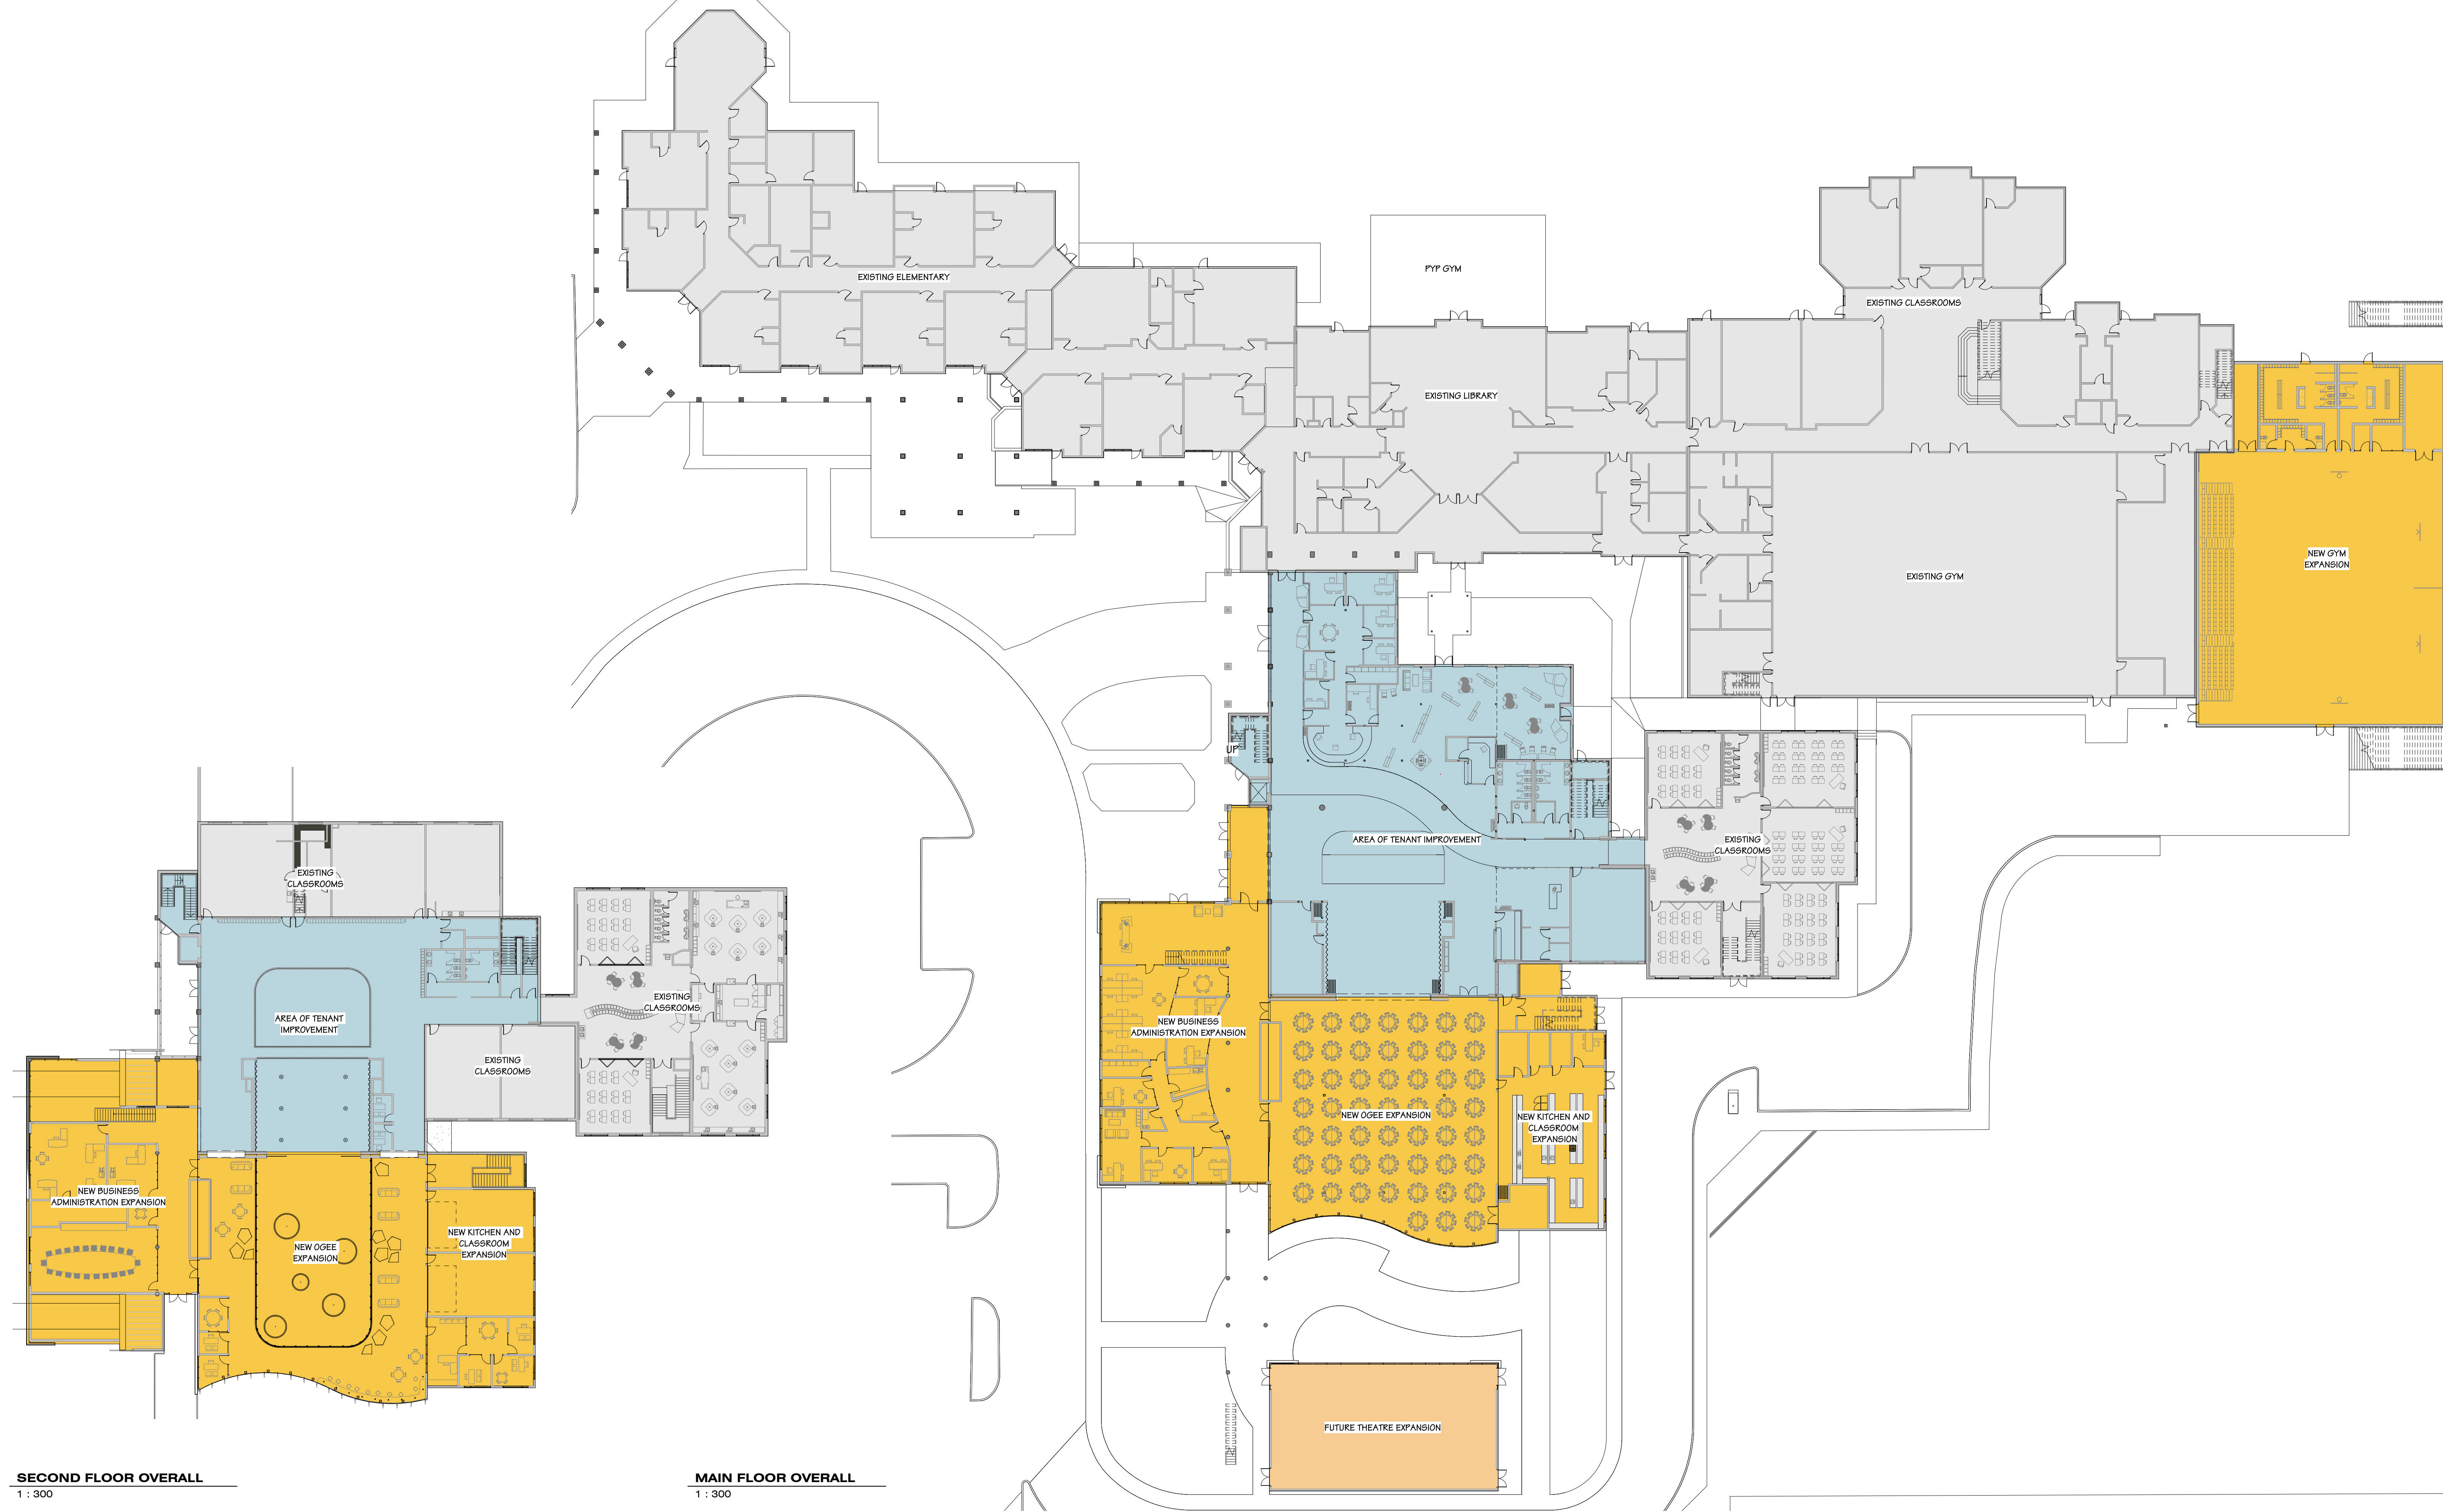 EXISTING ELEMENTARY
PYP GYM
EXISTING CLASSROOMS
EXISTING LIBRARY
NEW GYM
EXPANSION
EXISTING GYM
UP
AREA OF TENANT IMPROVEMENT
EXISTING
CLASSROOMS
NEW BUSINESS
ADMINISTRATION EXPANSION
NEW OGEE EXPANSION
NEW KITCHEN AND
CLASSROOM
EXPANSION
FUTURE THEATRE EXPANSION
EXISTING
CLASSROOMS
EXISTING
CLASSROOMS
AREA OF TENANT
IMPROVEMENT
EXISTING
CLASSROOMS
NEW BUSINESS
ADMINISTRATION EXPANSION
NEW OGEE
EXPANSION
NEW KITCHEN AND
CLASSROOM
EXPANSION
SECOND FLOOR OVERALL
1 : 300
MAIN FLOOR OVERALL
1 : 300